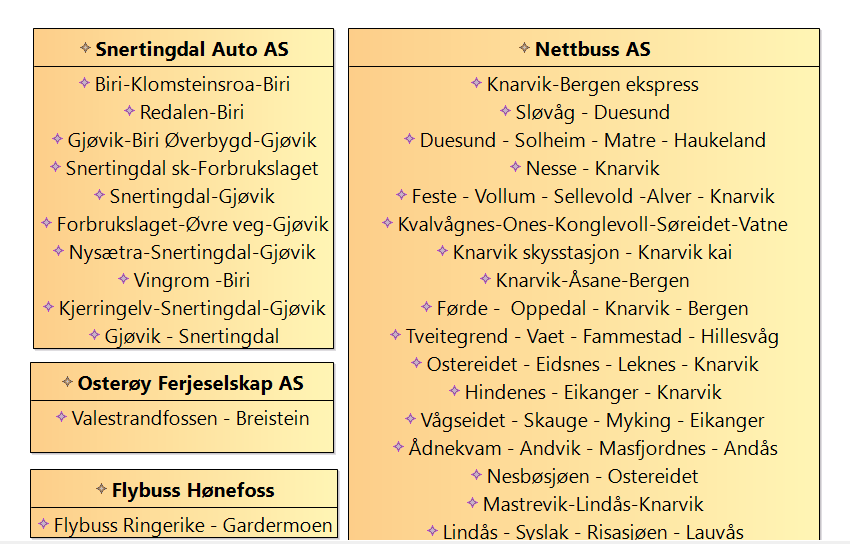 Snertingdal Auto AS
Biri-Klomsteinsroa-Biri
Redalen-Biri
Gjøvik-Biri Øverbygd-Gjøvik
Snertingdal sk-Forbrukslaget
Snertingdal-Gjøvik
Forbrukslaget-Øvre veg-Gjøvik
Nysætra-Snertingdal-Gjøvik
Vingrom -Biri
Kjerringelv-Snertingdal-Gjøvik
Gjøvik - Snertingdal
Osterøy Ferjeselskap AS
Valestrandfossen - Breistein
Flybuss Hønefoss
Flybuss Ringerike - Gardermoen
Nettbuss AS
Knarvik-Bergen ekspress
Sløvåg - Duesund
Duesund - Solheim - Matre - Haukeland
Nesse - Knarvik
Feste - Vollum - Sellevold -Alver - Knarvik
Kvalvågnes-Ones-Konglevoll-Søreidet-Vatne
Knarvik skysstasjon - Knarvik kai
Knarvik-Åsane-Bergen
Førde -  Oppedal - Knarvik - Bergen
Tveitegrend - Vaet - Fammestad - Hillesvåg
Ostereidet - Eidsnes - Leknes - Knarvik
Hindenes - Eikanger - Knarvik
Vågseidet - Skauge - Myking - Eikanger
Ådnekvam - Andvik - Masfjordnes - Andås
Nesbøsjøen - Ostereidet
Mastrevik-Lindås-Knarvik
Lindås - Syslak - Risasjøen - Lauvås